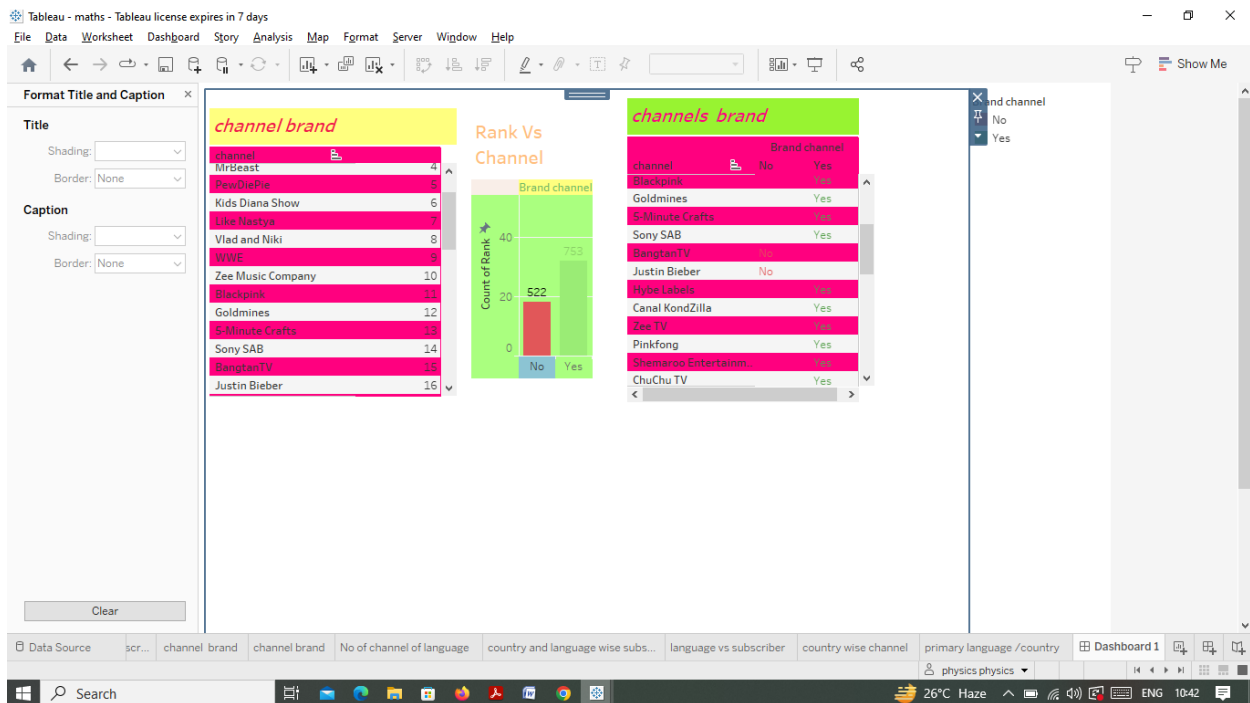 Tableau - maths - Tableau license expires in 7 days
File Data Worksheet Dashboard Story Analysis Map Format Server Window Help
Show Me
Format Title and Caption ×
Title
Shading:
Border: None
Caption
Shading:
Border: None
Clear
channel brand
channel
MrBeast 4
PewDiePie 5
Kids Diana Show 6
Like Nastya 7
Vlad and Niki 8
WWE 9
Zee Music Company 10
Blackpink 11
Goldmines 12
5-Minute Crafts 13
Sony SAB 14
BangtanTV 15
Justin Bieber 16
Rank Vs
Channel
Brand channel
Count of Rank
40
20
0
522
753
No Yes
channels brand
Brand channel
channel No Yes
Blackpink Yes
Goldmines Yes
5-Minute Crafts Yes
Sony SAB Yes
BangtanTV No
Justin Bieber No
Hybe Labels Yes
Canal KondZilla Yes
Zee TV Yes
Pinkfong Yes
Shemaroo Entertainm.. Yes
ChuChu TV Yes
and channel
No
Yes
Data Source scr... channel brand channel brand No of channel of language country and language wise subs... language vs subscriber country wise channel primary language /country Dashboard 1
physics physics
Search 26°C Haze ENG 10:42